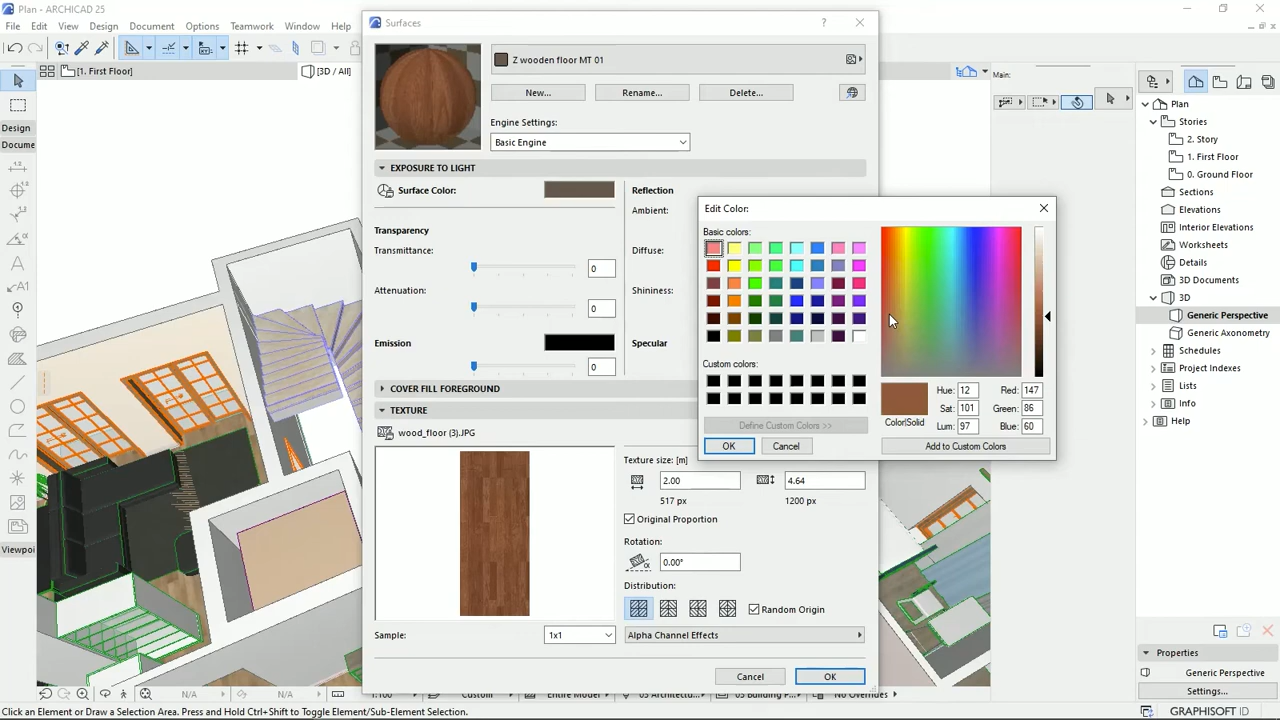 Plan - ARCHICAD 25
File Edit View Design Document Options Teamwork Window Help
[1. First Floor]
[3D / All]
Design
Docume
1.2
A1
Viewpoi
Surfaces
?
Z wooden floor MT 01
New...
Rename...
Delete...
Engine Settings:
Basic Engine
EXPOSURE TO LIGHT
Surface Color:
Reflection
Ambient:
Transparency
Transmittance:
0
Diffuse:
Attenuation:
0
Shininess:
Emission
0
Specular
COVER FILL FOREGROUND
TEXTURE
wood_floor (3).JPG
Texture size: [m]
2.00
4.64
517 px
1200 px
Original Proportion
Rotation:
0.00°
Distribution:
Random Origin
Sample:
1x1
Alpha Channel Effects
Cancel
OK
Edit Color:
Basic colors:
Custom colors:
Define Custom Colors >>
OK
Cancel
Color|Solid
Hue: 12
Sat: 101
Lum: 97
Red: 147
Green: 86
Blue: 60
Add to Custom Colors
Main:
Plan
Stories
2. Story
1. First Floor
0. Ground Floor
Sections
Elevations
Interior Elevations
Worksheets
Details
3D Documents
3D
Generic Perspective
Generic Axonometry
Schedules
Project Indexes
Lists
Info
Help
Properties
Generic Perspective
Settings...
N/A
N/A
1:100
Custom
Entire Model
03 Architectu...
03 Building P...
No Overrides
Click an Element or Draw a Selection Area. Press and Hold Ctrl+Shift to Toggle Element/Sub-Element Selection.
GRAPHISOFT ID